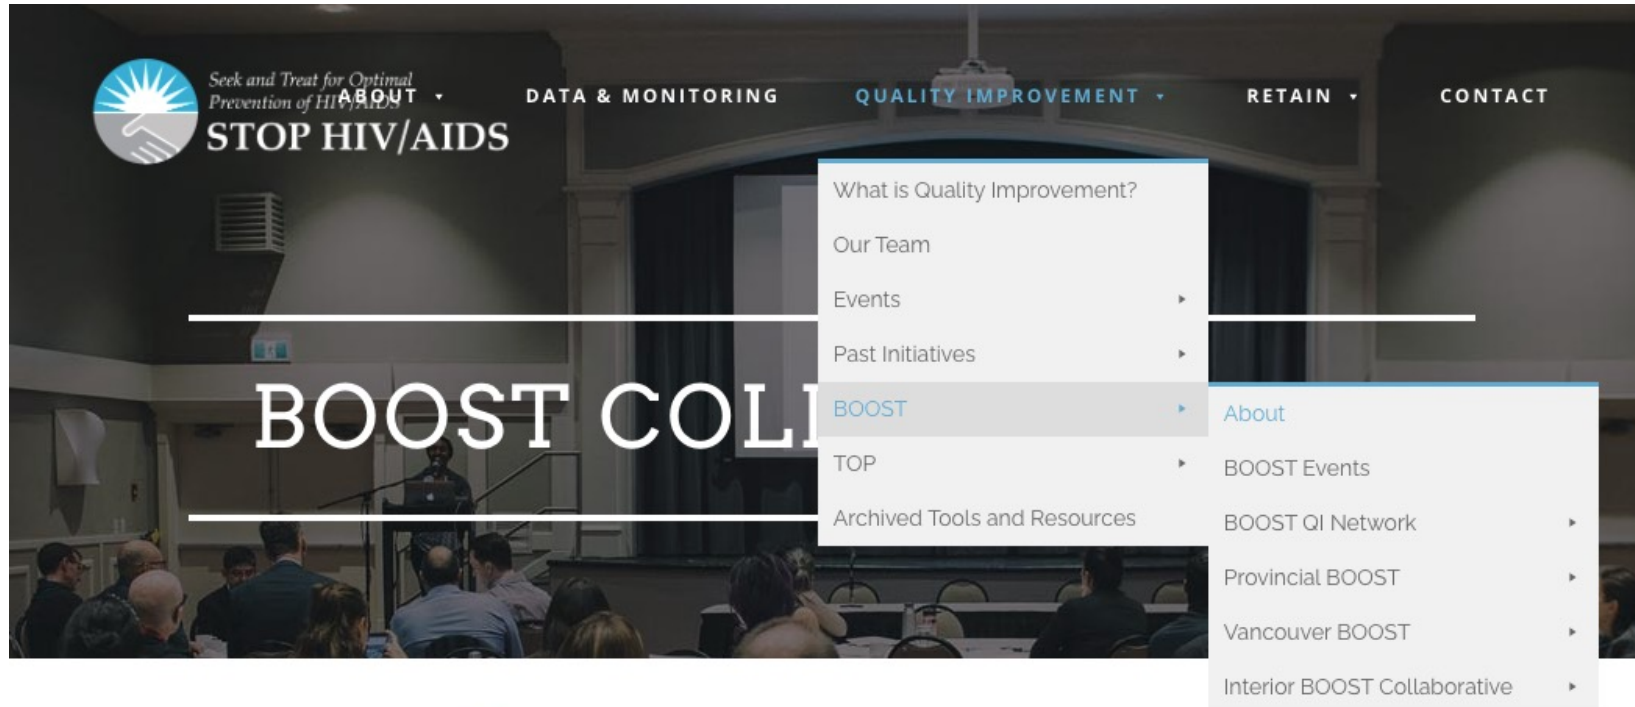 Seek and Treat for Optimal
Prevention of HIV/AIDS
STOP HIV/AIDS
ABOUT
DATA & MONITORING
QUALITY IMPROVEMENT
RETAIN
CONTACT
What is Quality Improvement?
Our Team
Events
Past Initiatives
BOOST
TOP
Archived Tools and Resources
About
BOOST Events
BOOST QI Network
Provincial BOOST
Vancouver BOOST
Interior BOOST Collaborative
BOOST COLL